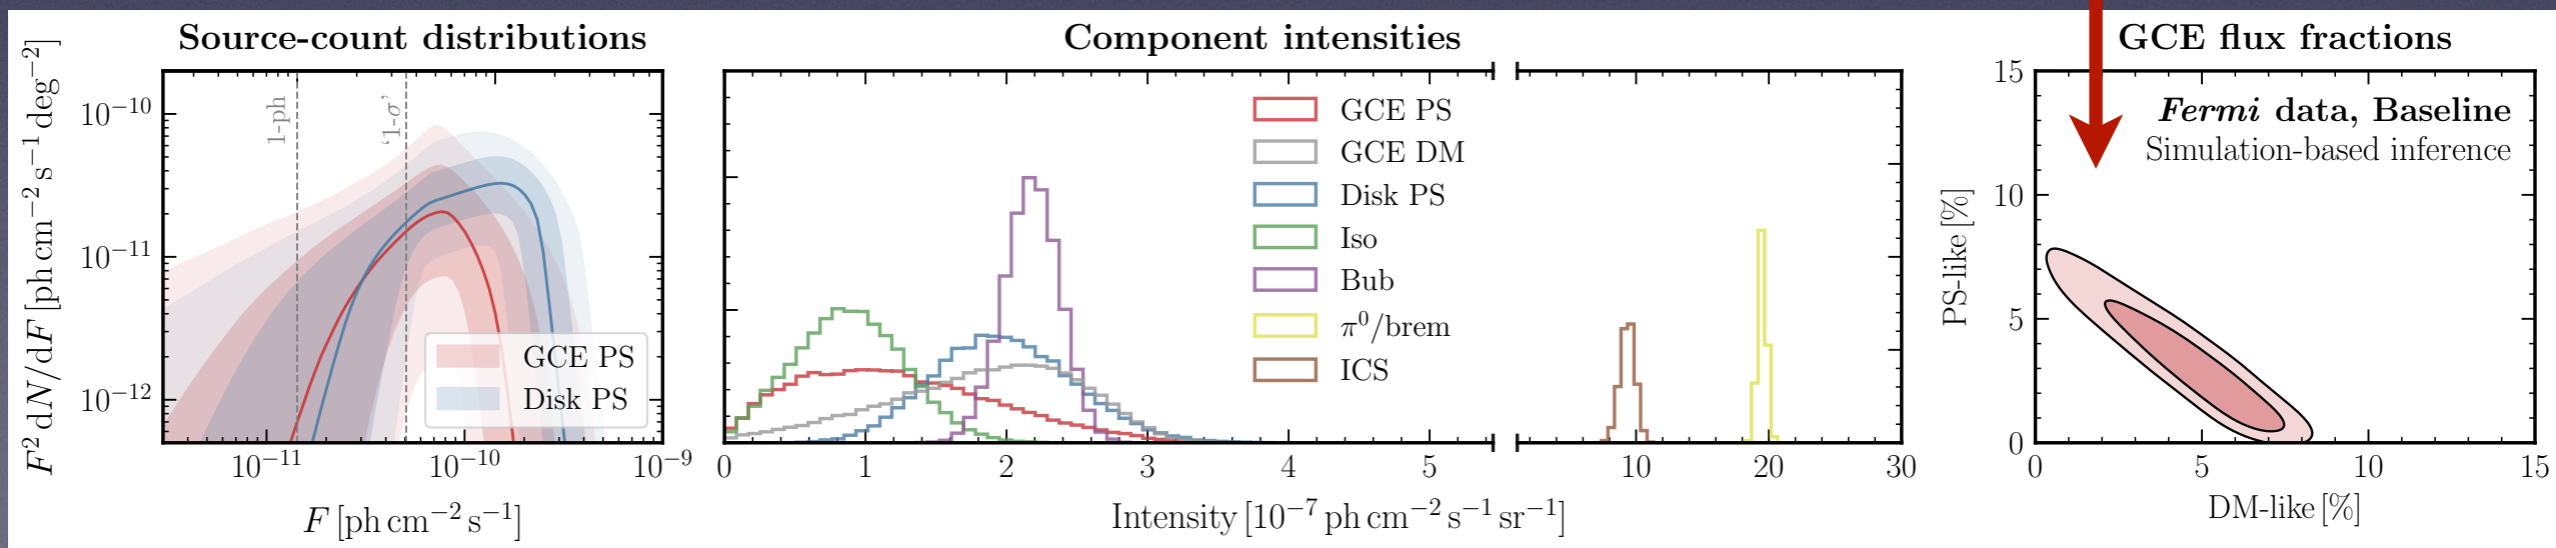 Source-count distributions
F² dN/dF [ph cm⁻² s⁻¹ deg⁻²]
10⁻¹⁰
10⁻¹¹
10⁻¹²
1-ph
‘1-σ’
GCE PS
Disk PS
10⁻¹¹ 10⁻¹⁰ 10⁻⁹
F [ph cm⁻² s⁻¹]
Component intensities
GCE PS
GCE DM
Disk PS
Iso
Bub
π⁰/brem
ICS
0 1 2 3 4 5 10 20 30
Intensity [10⁻⁷ ph cm⁻² s⁻¹ sr⁻¹]
GCE flux fractions
Fermi data, Baseline
Simulation-based inference
PS-like [%]
15
10
5
0
0 5 10 15
DM-like [%]